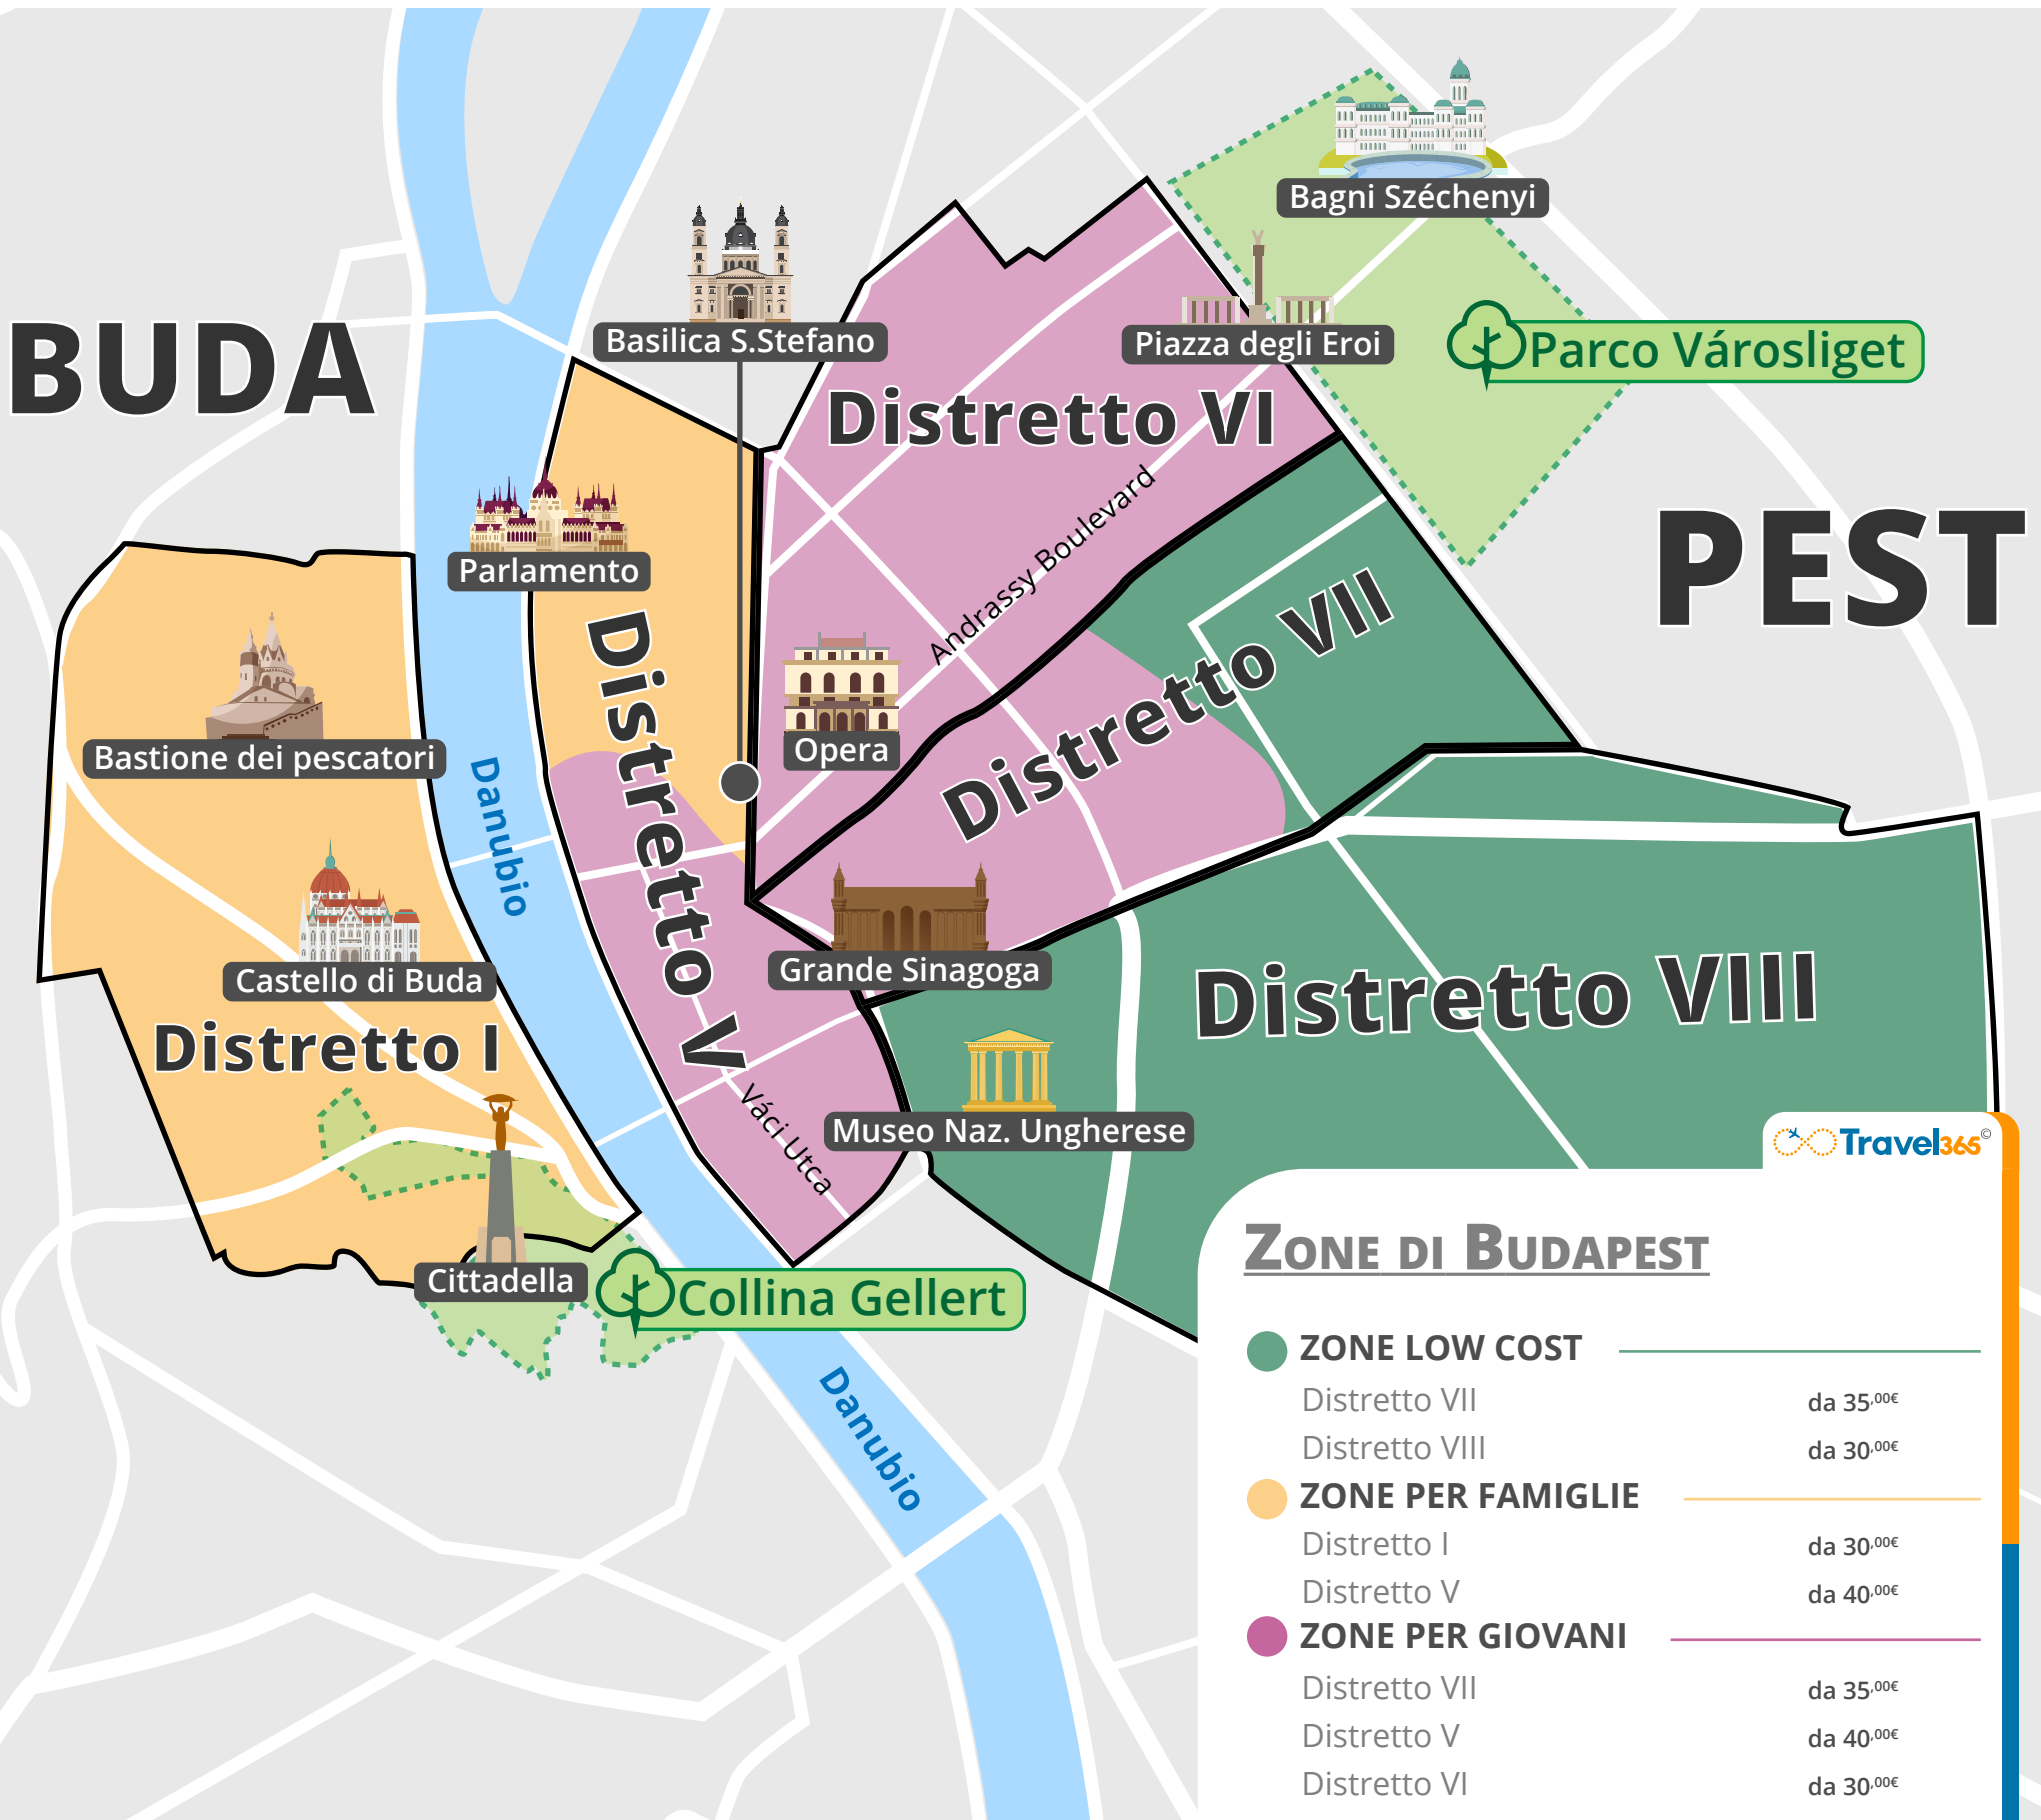 Bagni Széchenyi
BUDA
Basilica S.Stefano
Piazza degli Eroi
Parco Városliget
Distretto VI
PEST
Parlamento
Andrassy Boulevard
Distretto VII
Opera
Bastione dei pescatori
Danubio
Distretto V
Castello di Buda
Grande Sinagoga
Distretto VIII
Distretto I
Museo Naz. Ungherese
Váci Utca
Cittadella
Collina Gellert
Danubio
Travel365©
ZONE DI BUDAPEST
ZONE LOW COST
Distretto VII da 35,00€
Distretto VIII da 30,00€
ZONE PER FAMIGLIE
Distretto I da 30,00€
Distretto V da 40,00€
ZONE PER GIOVANI
Distretto VII da 35,00€
Distretto V da 40,00€
Distretto VI da 30,00€